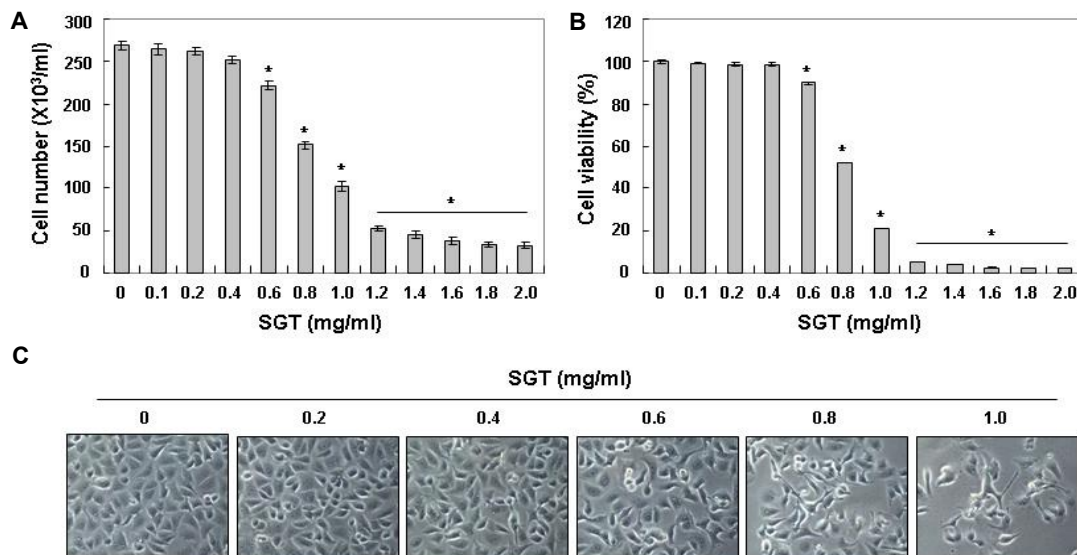 A
Cell number (X10³/ml)
300
250
200
150
100
50
0
*
*
*
*
0 0.1 0.2 0.4 0.6 0.8 1.0 1.2 1.4 1.6 1.8 2.0
SGT (mg/ml)
B
Cell viability (%)
120
100
80
60
40
20
0
*
*
*
*
0 0.1 0.2 0.4 0.6 0.8 1.0 1.2 1.4 1.6 1.8 2.0
SGT (mg/ml)
C
SGT (mg/ml)
0 0.2 0.4 0.6 0.8 1.0